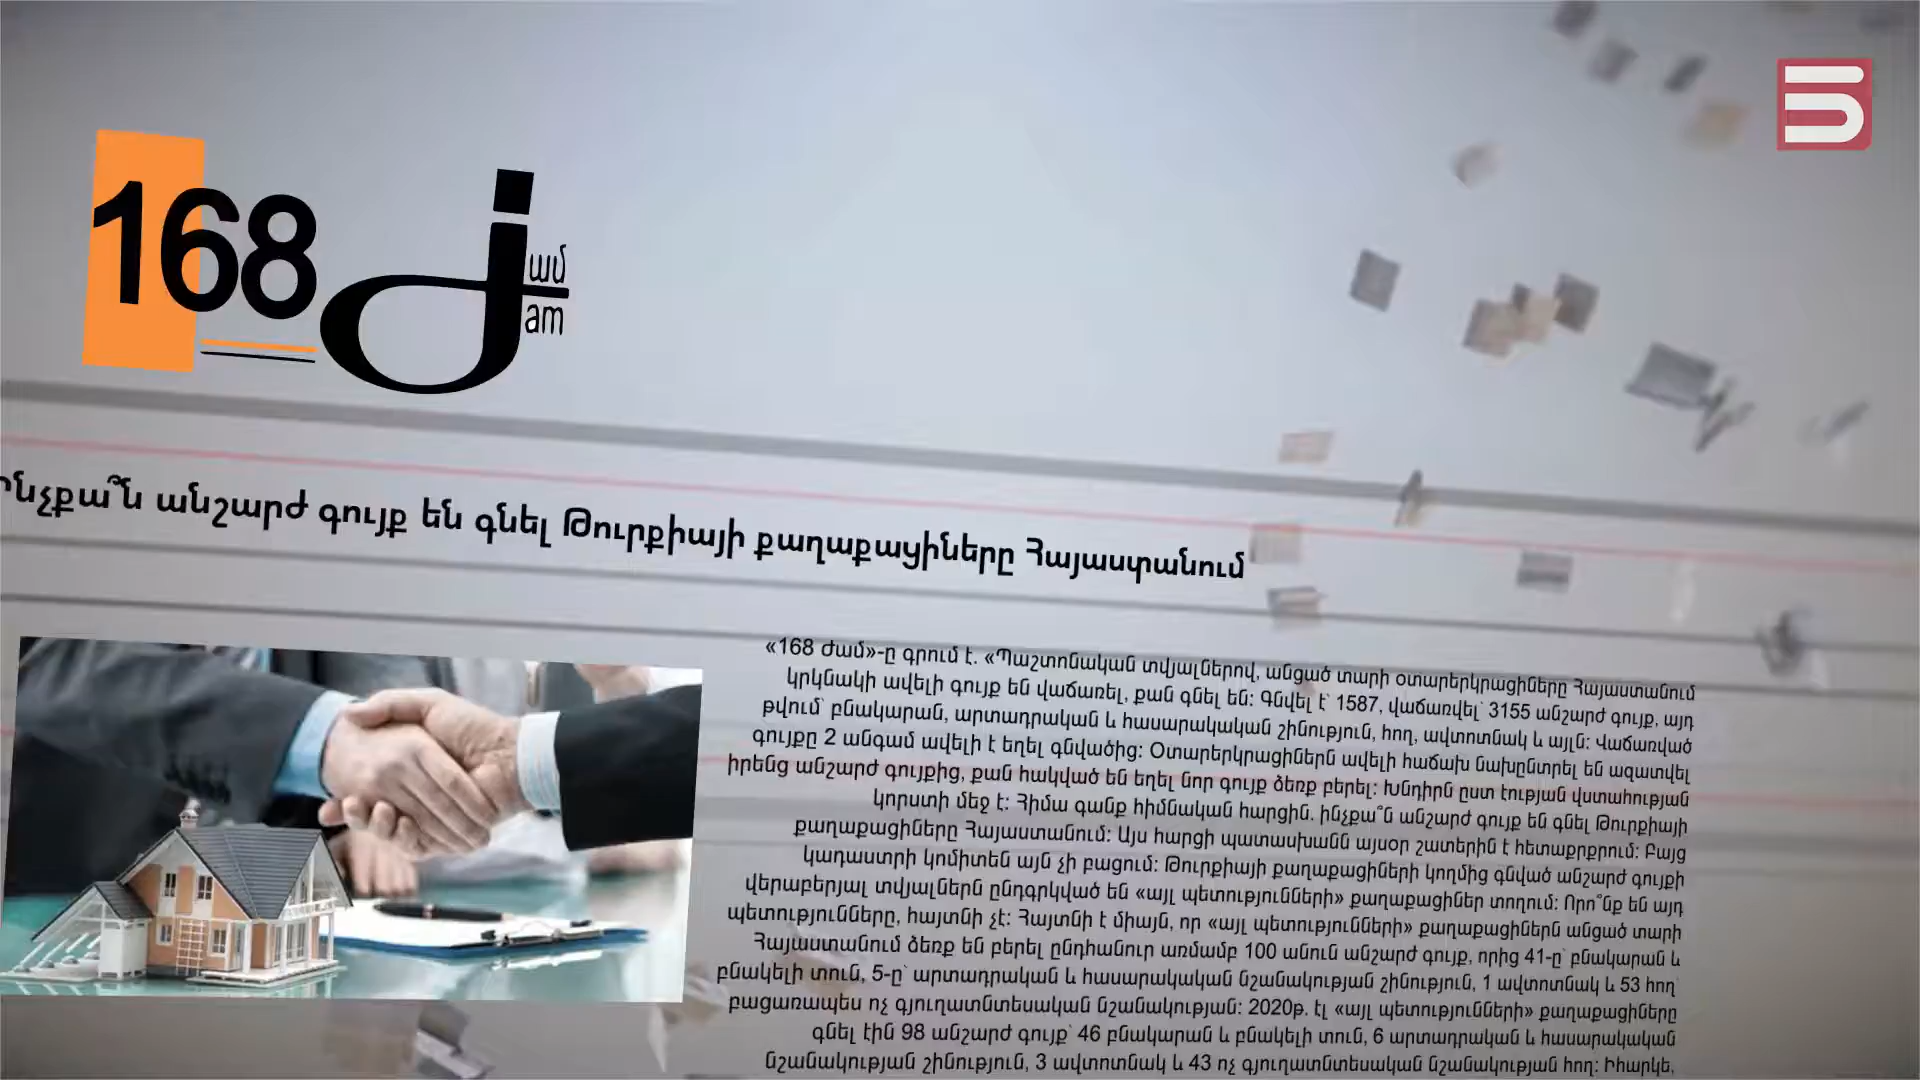 168
Ժ
ամ
am
Ինչքա՞ն անշարժ գույք են գնել Թուրքիայի քաղաքացիները Հայաստանում
«168 Ժամ»-ը գրում է. «Պաշտոնական տվյալներով, անցած տարի օտարերկրացիները Հայաստանում
կրկնակի ավելի գույք են վաճառել, քան գնել են: Գնվել է՝ 1587, վաճառվել՝ 3155 անշարժ գույք, այդ
թվում՝ բնակարան, արտադրական և հասարակական շինություն, հող, ավտոտնակ և այլն: Վաճառված
գույքը 2 անգամ ավելի է եղել գնվածից: Օտարերկրացիներն ավելի հաճախ նախընտրել են ազատվել
իրենց անշարժ գույքից, քան հակված են եղել նոր գույք ձեռք բերել: Խնդիրն ըստ էության վստահության
կորստի մեջ է: Հիմա գանք հիմնական հարցին. ինչքա՞ն անշարժ գույք են գնել Թուրքիայի
քաղաքացիները Հայաստանում: Այս հարցի պատասխանն այսօր շատերին է հետաքրքրում: Բայց
կադաստրի կոմիտեն այն չի բացում: Թուրքիայի քաղաքացիների կողմից գնված անշարժ գույքի
վերաբերյալ տվյալներն ընդգրկված են «այլ պետությունների» քաղաքացիներ տողում: Որո՞նք են այդ
պետությունները, հայտնի չէ: Հայտնի է միայն, որ «այլ պետությունների» քաղաքացիներն անցած տարի
Հայաստանում ձեռք են բերել ընդհանուր առմամբ 100 անուն անշարժ գույք, որից 41-ը՝ բնակարան և
բնակելի տուն, 5-ը՝ արտադրական և հասարակական նշանակության շինություն, 1 ավտոտնակ և 53 հող՝
բացառապես ոչ գյուղատնտեսական նշանակության: 2020թ. էլ «այլ պետությունների» քաղաքացիները
գնել էին 98 անշարժ գույք՝ 46 բնակարան և բնակելի տուն, 6 արտադրական և հասարակական
նշանակության շինություն, 3 ավտոտնակ և 43 ոչ գյուղատնտեսական նշանակության հող: Իհարկե,